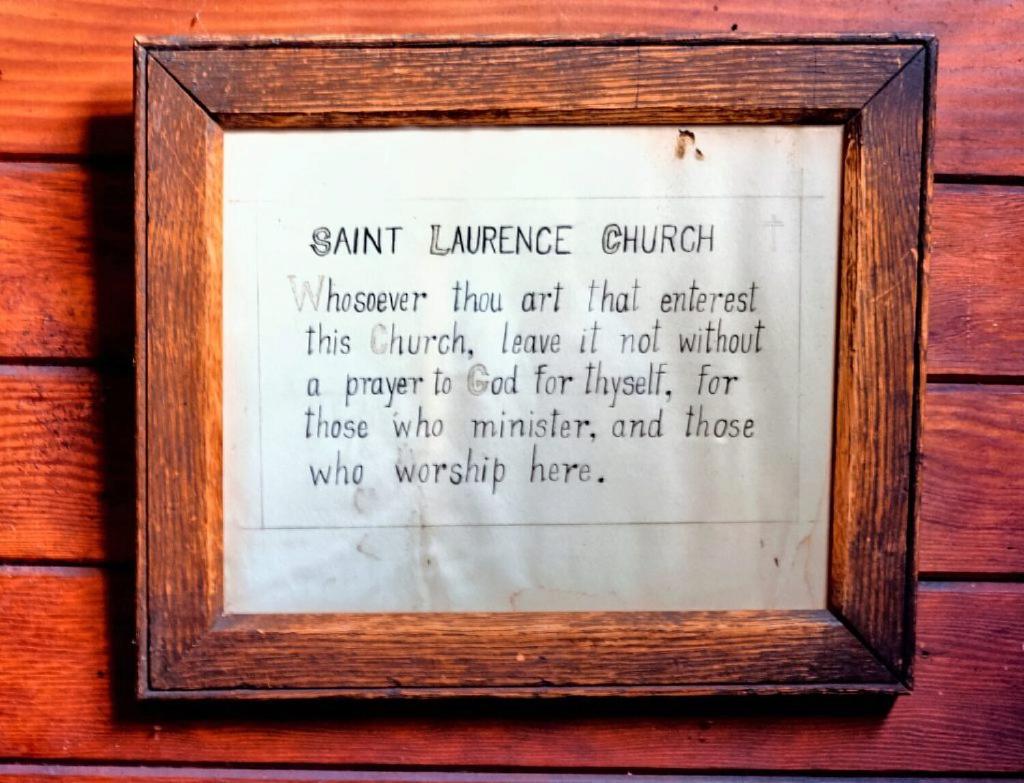 SAINT LAURENCE CHURCH
Whosoever thou art that enterest
this Church, leave it not without
a prayer to God for thyself, for
those who minister, and those
who worship here.